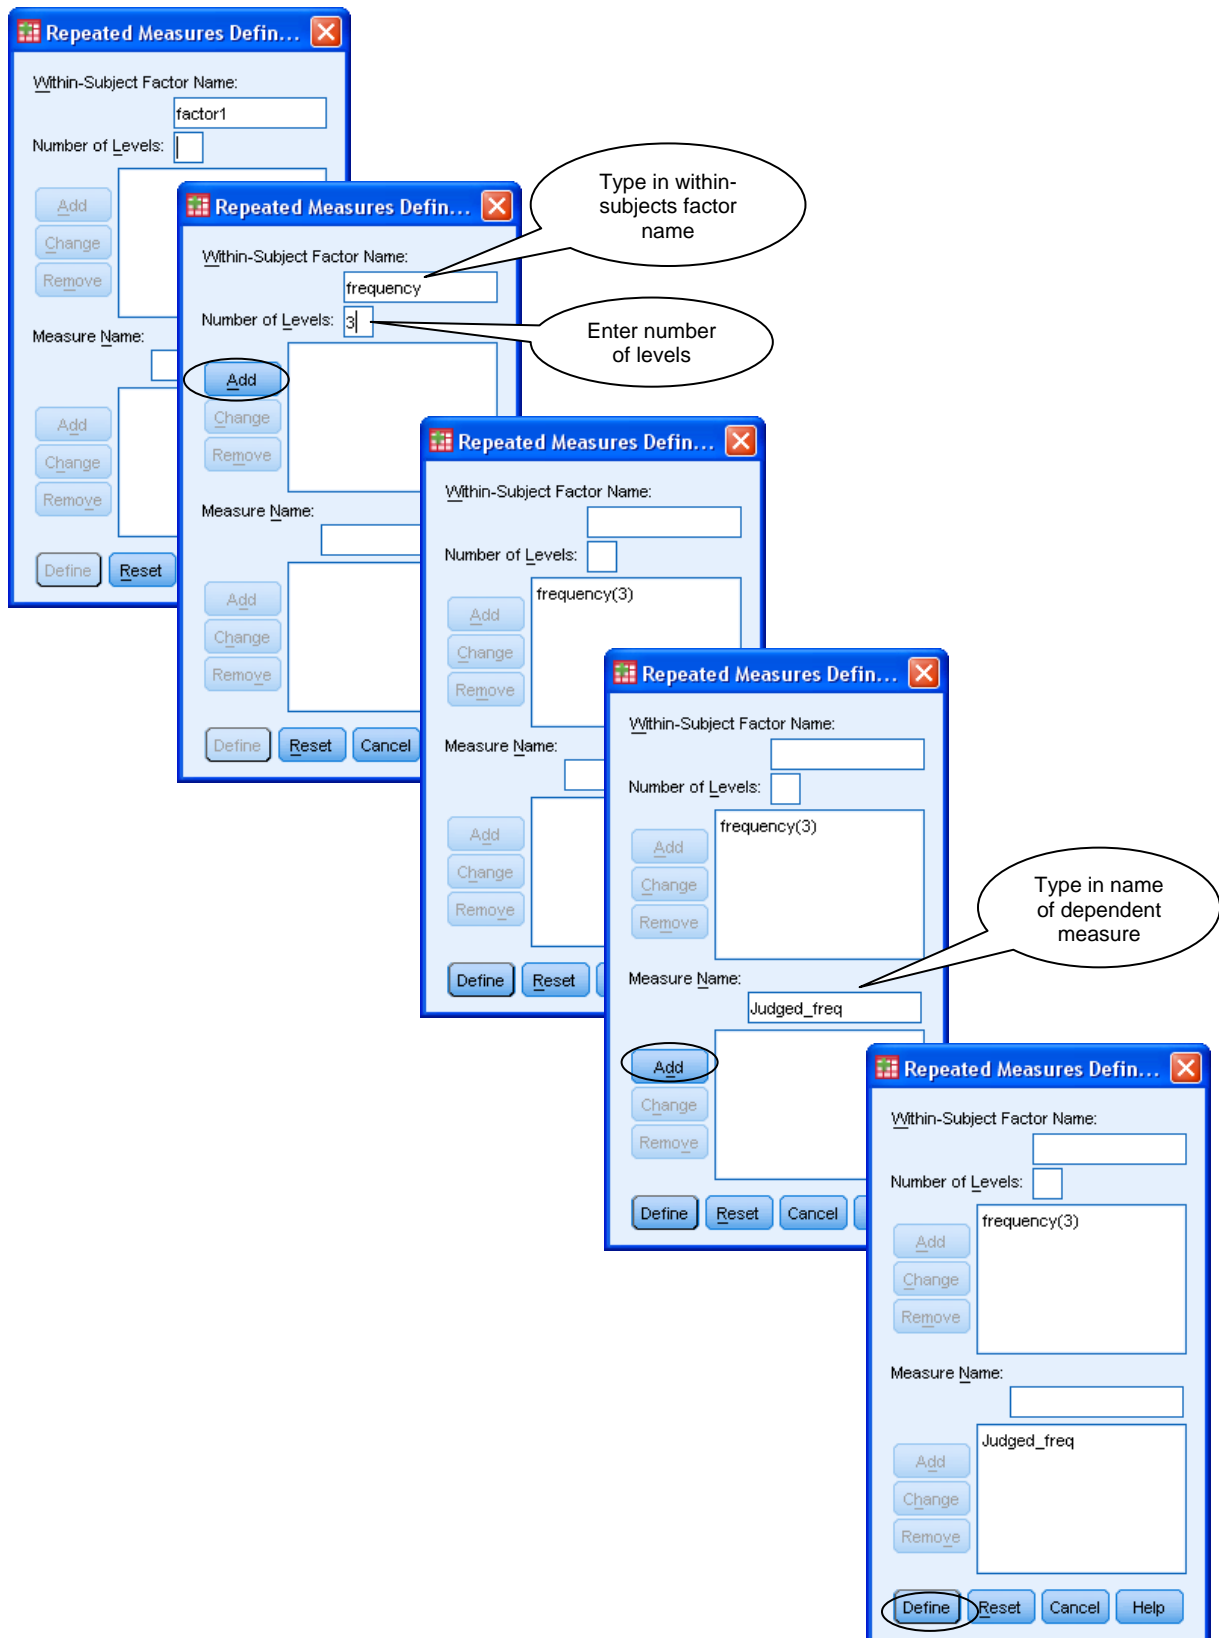 Repeated Measures Defin...
Within-Subject Factor Name:
factor1
Number of Levels:
Add
Change
Remove
Measure Name:
Add
Change
Remove
Define Reset
Repeated Measures Defin...
Within-Subject Factor Name:
frequency
Number of Levels: 3
Add
Change
Remove
Measure Name:
Add
Change
Remove
Define Reset Cancel
Type in within-
subjects factor
name
Enter number
of levels
Repeated Measures Defin...
Within-Subject Factor Name:
Number of Levels:
frequency(3)
Add
Change
Remove
Measure Name:
Add
Change
Remove
Define Reset
Repeated Measures Defin...
Within-Subject Factor Name:
Number of Levels:
frequency(3)
Add
Change
Remove
Measure Name:
Judged_freq
Add
Change
Remove
Define Reset Cancel
Type in name
of dependent
measure
Repeated Measures Defin...
Within-Subject Factor Name:
Number of Levels:
frequency(3)
Add
Change
Remove
Measure Name:
Judged_freq
Add
Change
Remove
Define Reset Cancel Help